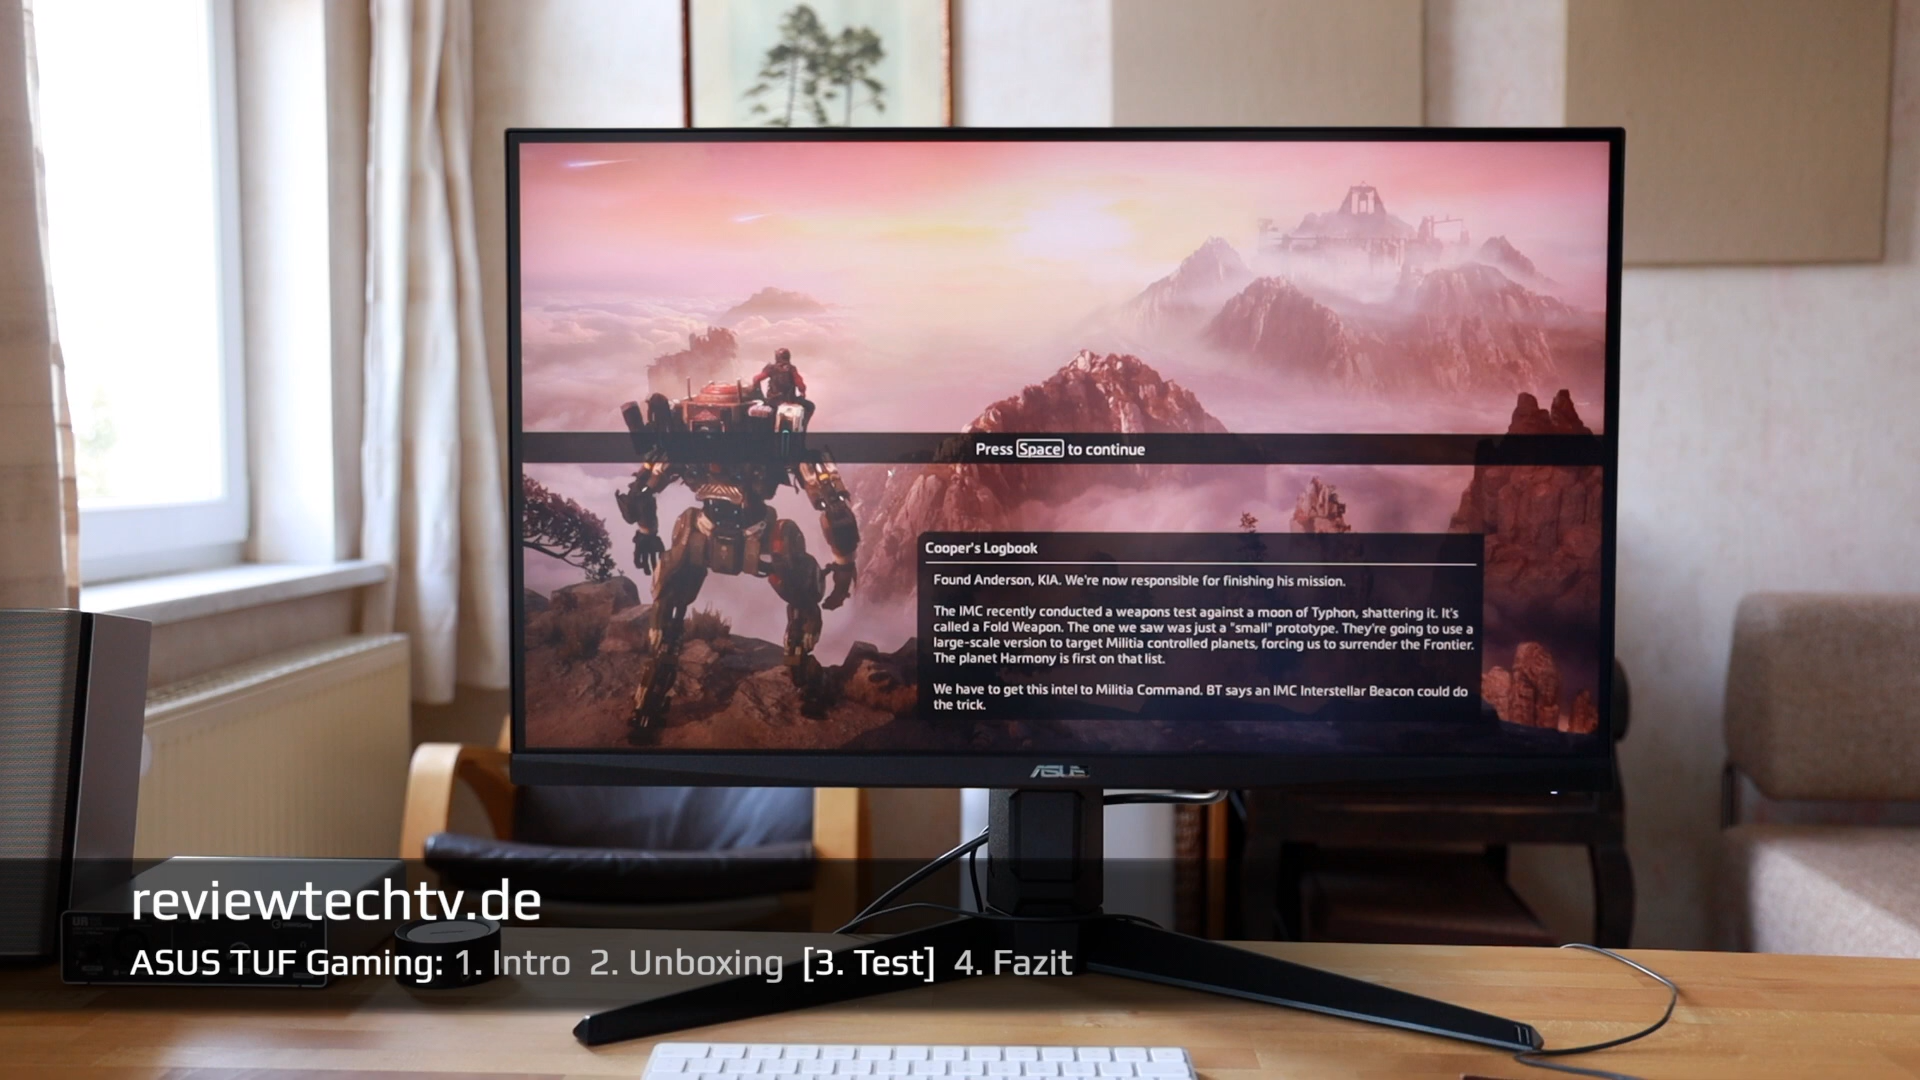 Press Space to continue
Cooper's Logbook
Found Anderson, KIA. We're now responsible for finishing his mission.
The IMC recently conducted a weapons test against a moon of Typhon, shattering it. It's
called a Fold Weapon. The one we saw was just a "small" prototype. They're going to use a
large-scale version to target Militia controlled planets, forcing us to surrender the Frontier.
The planet Harmony is first on that list.
We have to get this intel to Militia Command. BT says an IMC Interstellar Beacon could do
the trick.
ASUS
reviewtechtv.de
ASUS TUF Gaming: 1. Intro 2. Unboxing [3. Test] 4. Fazit